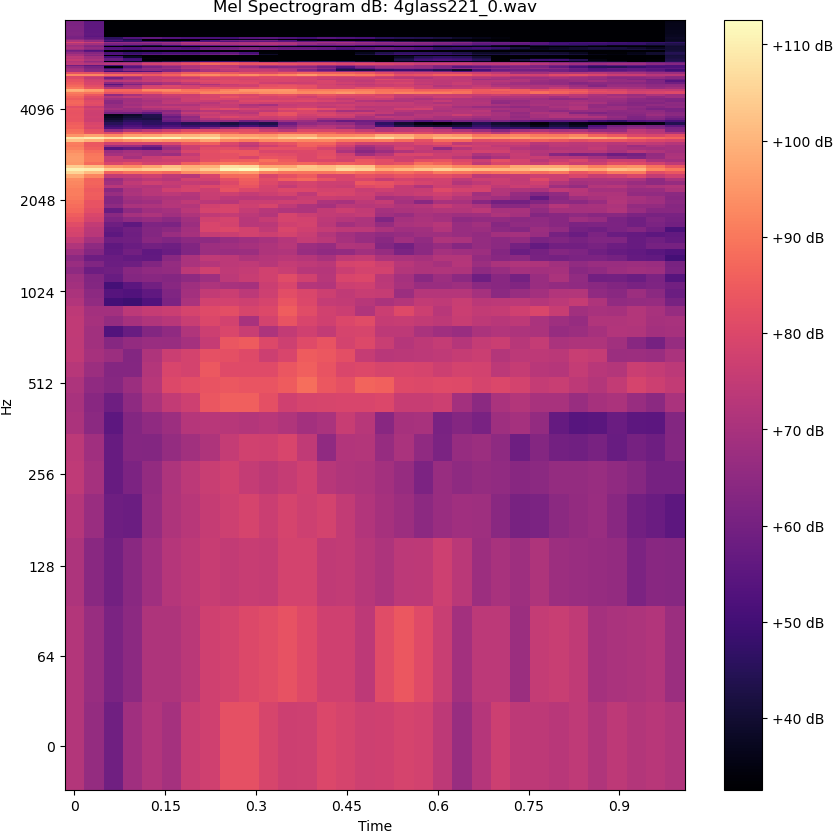 Mel Spectrogram dB: 4glass221_0.wav
+110 dB
4096
+100 dB
2048
+90 dB
1024
+80 dB
512
Hz
+70 dB
256
+60 dB
128
+50 dB
64
+40 dB
0
0 0.15 0.3 0.45 0.6 0.75 0.9
Time